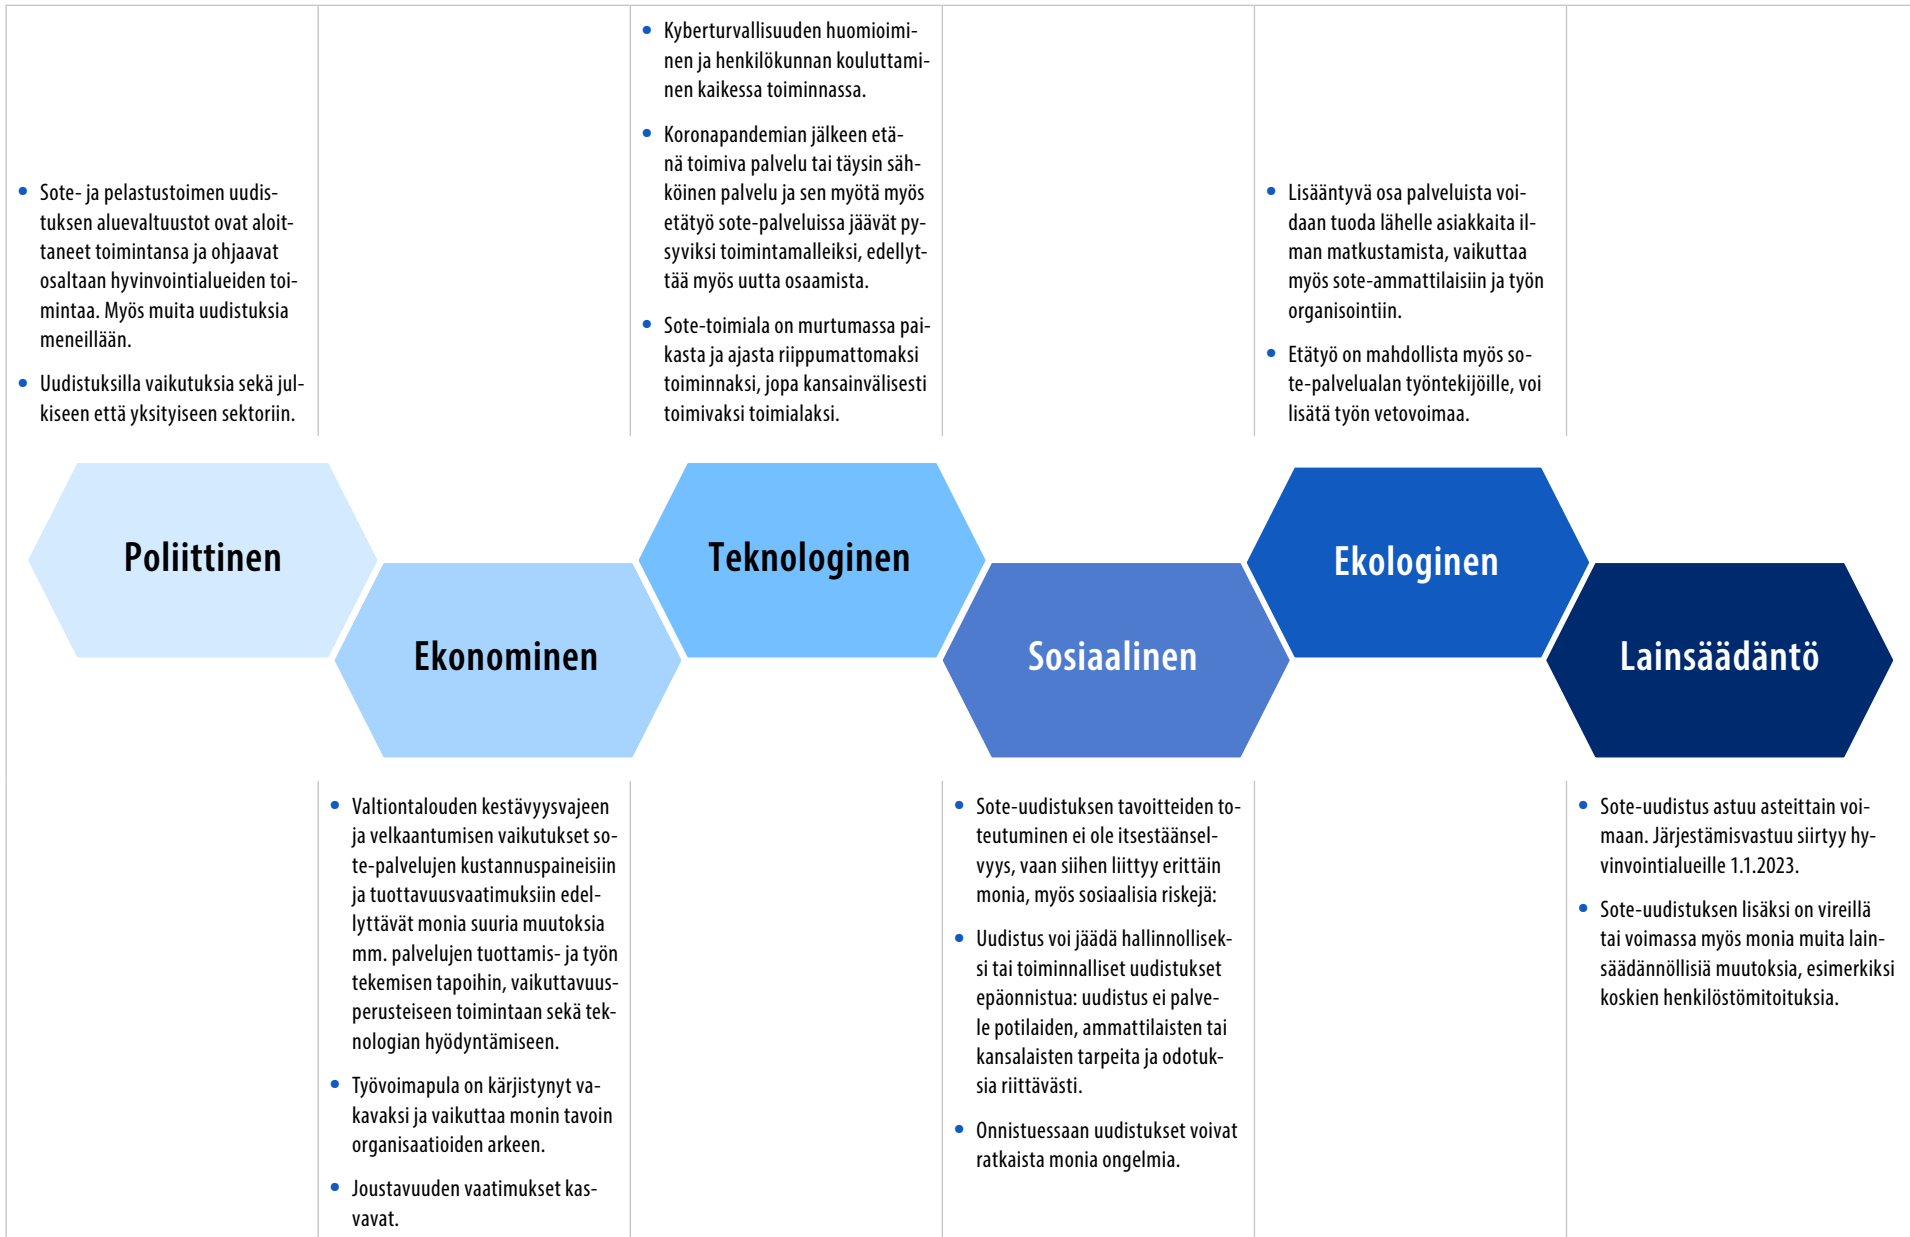 • Sote- ja pelastustoimen uudis-
tuksen aluevaltuustot ovat aloit-
taneet toimintansa ja ohjaavat
osaltaan hyvinvointialueiden toi-
mintaa. Myös muita uudistuksia
meneillään.
• Uudistuksilla vaikutuksia sekä jul-
kiseen että yksityiseen sektoriin.
Poliittinen
Ekonominen
• Valtiontalouden kestävyysvajeen
ja velkaantumisen vaikutukset so-
te-palvelujen kustannuspaineisiin
ja tuottavuusvaatimuksiin edel-
lyttävät monia suuria muutoksia
mm. palvelujen tuottamis- ja työn
tekemisen tapoihin, vaikuttavuus-
perusteiseen toimintaan sekä tek-
nologian hyödyntämiseen.
• Työvoimapula on kärjistynyt va-
kavaksi ja vaikuttaa monin tavoin
organisaatioiden arkeen.
• Joustavuuden vaatimukset kas-
vavat.
• Kyberturvallisuuden huomioimi-
nen ja henkilökunnan kouluttami-
nen kaikessa toiminnassa.
• Koronapandemian jälkeen etä-
nä toimiva palvelu tai täysin säh-
köinen palvelu ja sen myötä myös
etätyö sote-palveluissa jäävät py-
syviksi toimintamalleiksi, edellyt-
tää myös uutta osaamista.
• Sote-toimiala on murtumassa pai-
kasta ja ajasta riippumattomaksi
toiminnaksi, jopa kansainvälisesti
toimivaksi toimialaksi.
Teknologinen
Sosiaalinen
• Sote-uudistuksen tavoitteiden to-
teutuminen ei ole itsestäänsel-
vyys, vaan siihen liittyy erittäin
monia, myös sosiaalisia riskejä:
• Uudistus voi jäädä hallinnollisek-
si tai toiminnalliset uudistukset
epäonnistua: uudistus ei palve-
le potilaiden, ammattilaisten tai
kansalaisten tarpeita ja odotuk-
sia riittävästi.
• Onnistuessaan uudistukset voivat
ratkaista monia ongelmia.
• Lisääntyvä osa palveluista voi-
daan tuoda lähelle asiakkaita il-
man matkustamista, vaikuttaa
myös sote-ammattilaisiin ja työn
organisointiin.
• Etätyö on mahdollista myös so-
te-palvelualan työntekijöille, voi
lisätä työn vetovoimaa.
Ekologinen
Lainsäädäntö
• Sote-uudistus astuu asteittain voi-
maan. Järjestämisvastuu siirtyy hy-
vinvointialueille 1.1.2023.
• Sote-uudistuksen lisäksi on vireillä
tai voimassa myös monia muita lain-
säädännöllisiä muutoksia, esimerkiksi
koskien henkilöstömitoituksia.